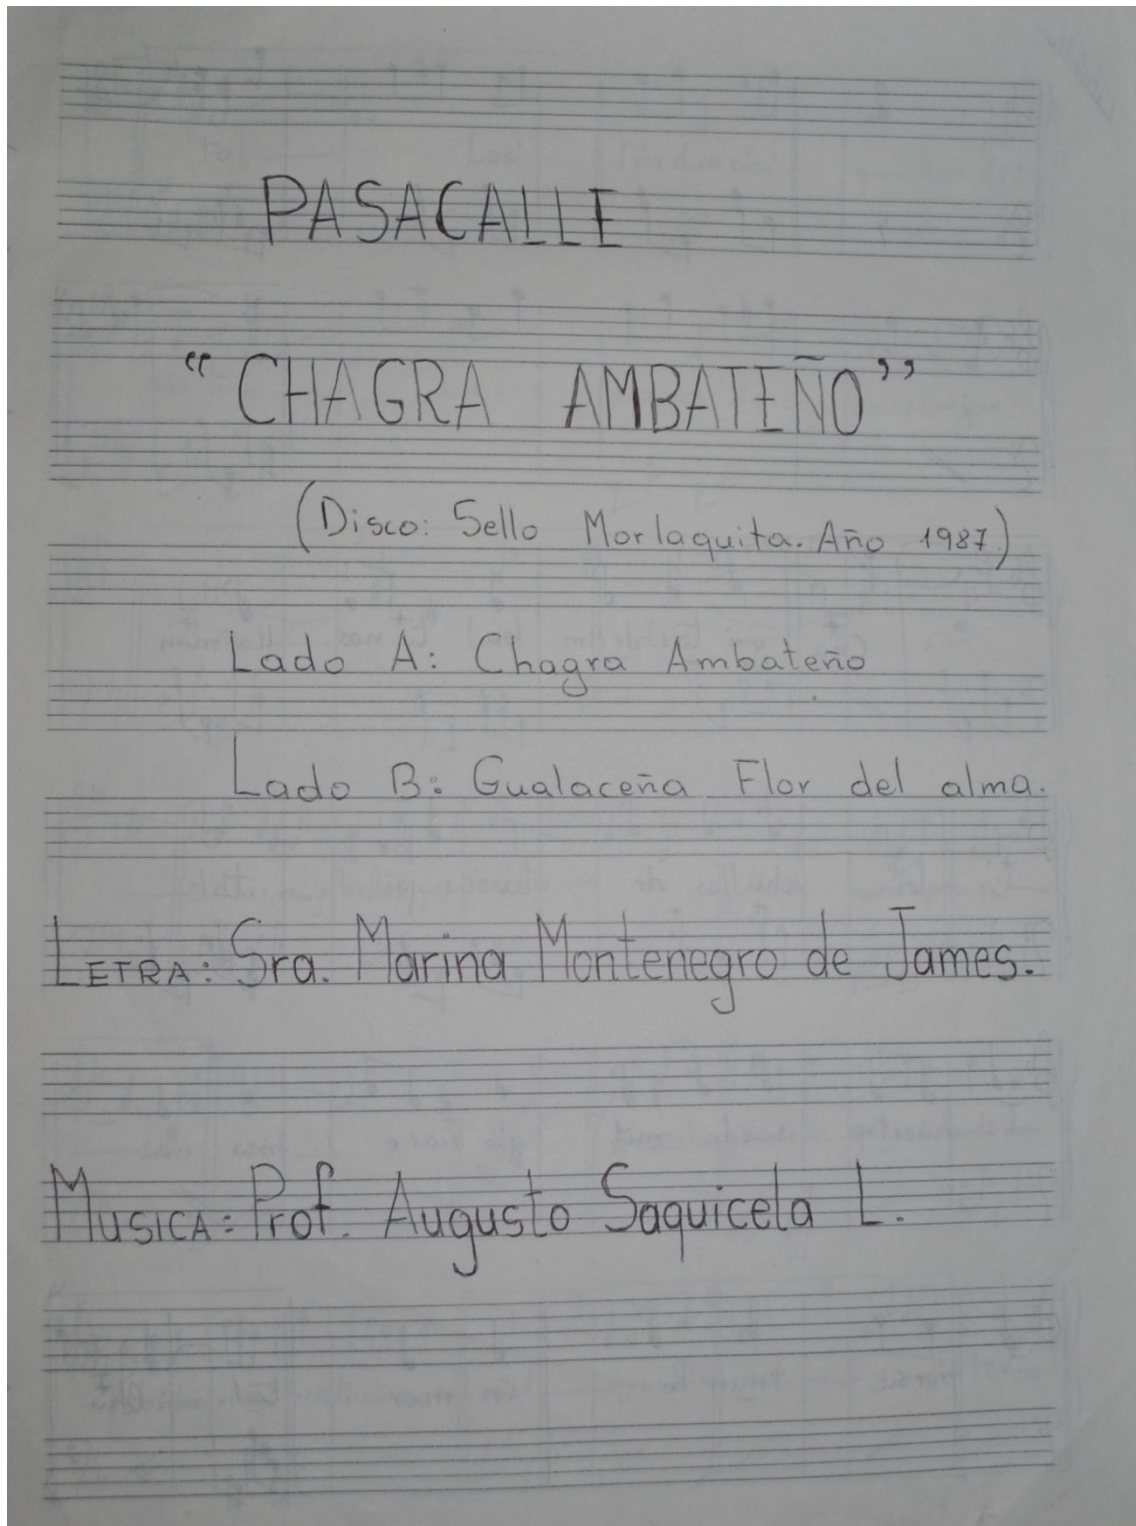 PASACALLE
“CHAGRA AMBATEÑO”
(Disco: Sello Morlaquita. Año 1987.)
Lado A: Chagra Ambateño
Lado B: Gualaceña Flor del alma.
LETRA: Sra. Marina Montenegro de James.
MUSICA: Prof. Augusto Saquicela L.